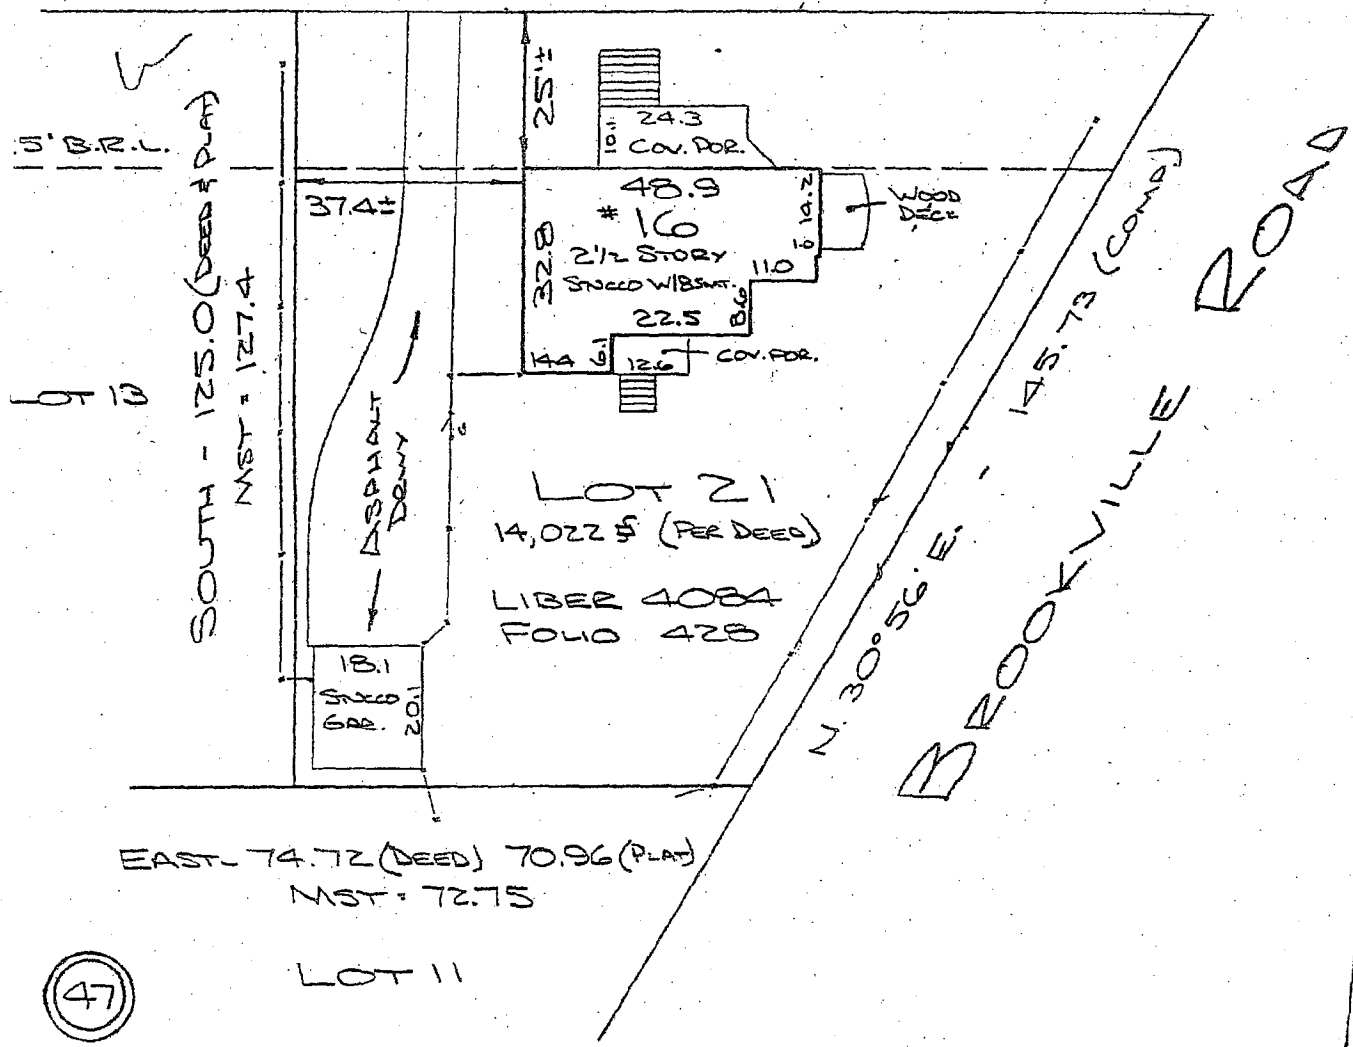 25'±
24.3
10.1
COV. POR.
5' B.R.L.
37.4±
48.9
# 16
2 1/2 STORY
STUCCO W/BSMT.
32.8
14.2
WOOD
DECK
11.0
8.6
22.5
14.4
6.1
12.6
COV. POR.
SOUTH - 125.0 (DEED & PLAT)
MST = 127.4
LOT 13
ASPHALT
DRWY
LOT 21
14,022 SF (PER DEED)
LIBER 4084
FOLIO 428
18.1
STUCCO
GAR.
20.1
N. 30° 56' E. - 145.73 (COMP)
BROOKVILLE ROAD
EAST - 74.72 (DEED) 70.96 (PLAT)
MST = 72.75
LOT 11
47